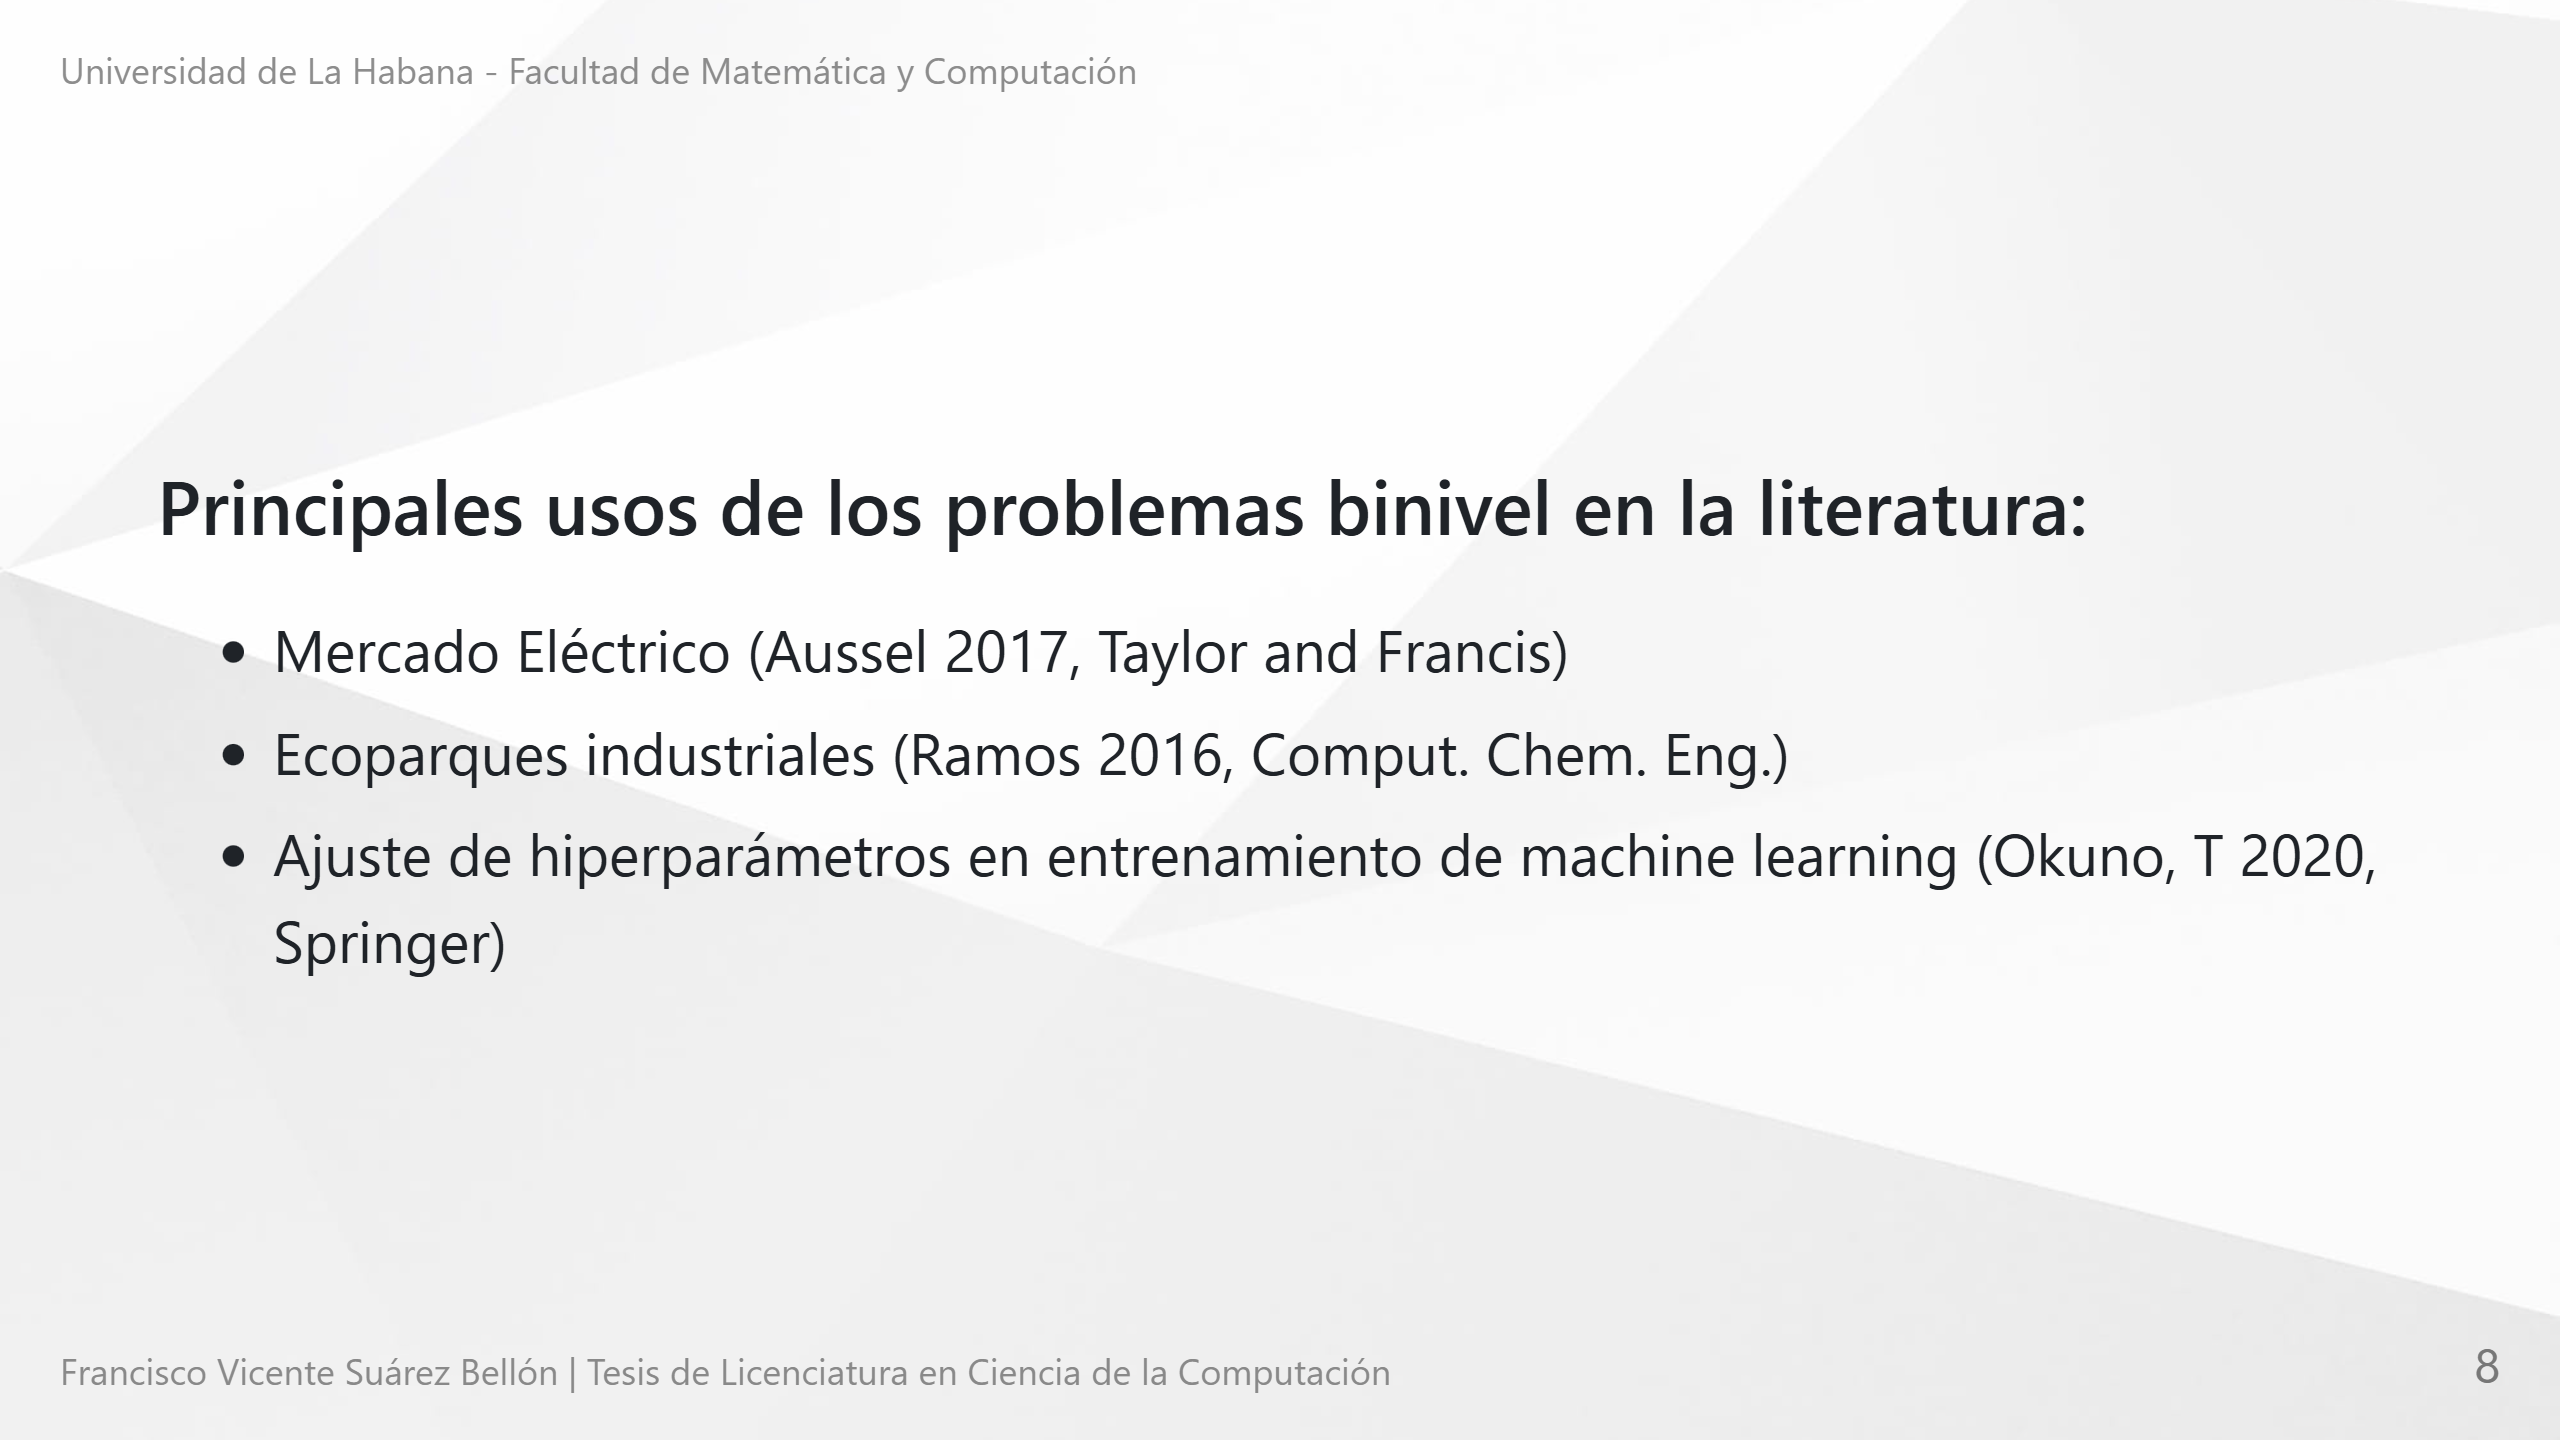 Universidad de La Habana - Facultad de Matemática y Computación
Principales usos de los problemas binivel en la literatura:
• Mercado Eléctrico (Aussel 2017, Taylor and Francis)
• Ecoparques industriales (Ramos 2016, Comput. Chem. Eng.)
• Ajuste de hiperparámetros en entrenamiento de machine learning (Okuno, T 2020,
Springer)
Francisco Vicente Suárez Bellón | Tesis de Licenciatura en Ciencia de la Computación
8